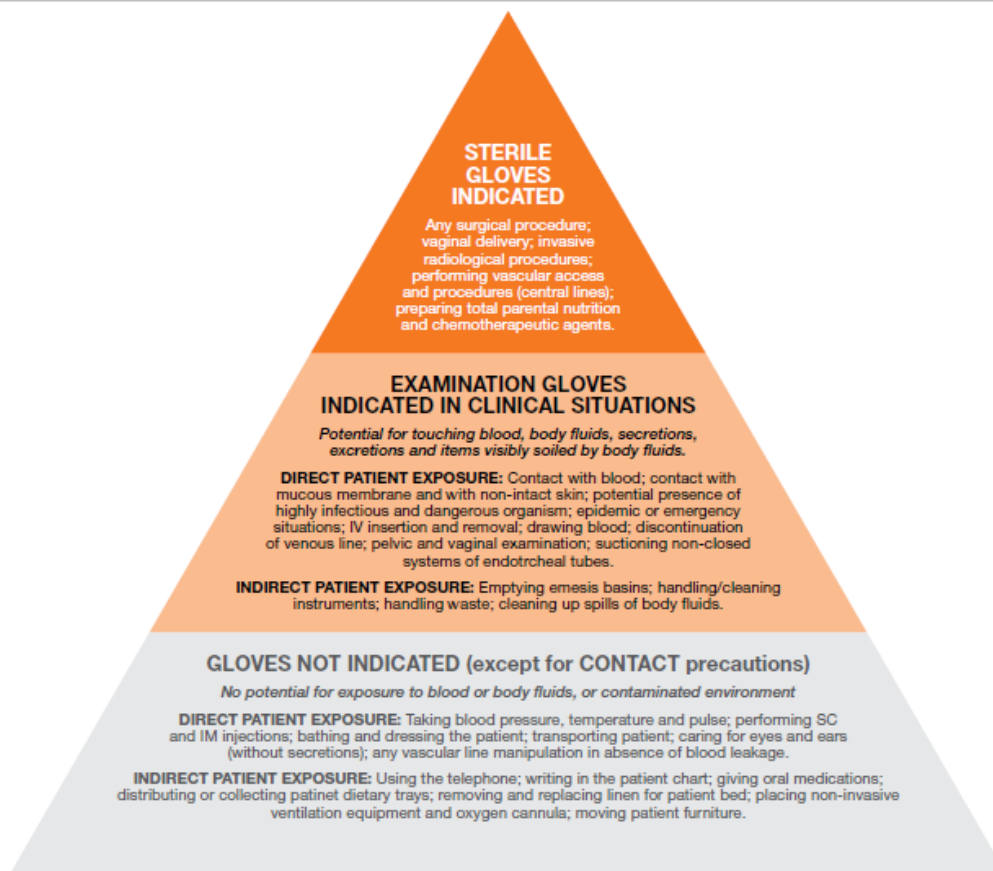 STERILE
GLOVES
INDICATED
Any surgical procedure;
vaginal delivery; invasive
radiological procedures;
performing vascular access
and procedures (central lines);
preparing total parental nutrition
and chemotherapeutic agents.
EXAMINATION GLOVES
INDICATED IN CLINICAL SITUATIONS
Potential for touching blood, body fluids, secretions,
excretions and items visibly soiled by body fluids.
DIRECT PATIENT EXPOSURE: Contact with blood; contact with
mucous membrane and with non-intact skin; potential presence of
highly infectious and dangerous organism; epidemic or emergency
situations; IV insertion and removal; drawing blood; discontinuation
of venous line; pelvic and vaginal examination; suctioning non-closed
systems of endotrcheal tubes.
INDIRECT PATIENT EXPOSURE: Emptying emesis basins; handling/cleaning
instruments; handling waste; cleaning up spills of body fluids.
GLOVES NOT INDICATED (except for CONTACT precautions)
No potential for exposure to blood or body fluids, or contaminated environment
DIRECT PATIENT EXPOSURE: Taking blood pressure, temperature and pulse; performing SC
and IM injections; bathing and dressing the patient; transporting patient; caring for eyes and ears
(without secretions); any vascular line manipulation in absence of blood leakage.
INDIRECT PATIENT EXPOSURE: Using the telephone; writing in the patient chart; giving oral medications;
distributing or collecting patinet dietary trays; removing and replacing linen for patient bed; placing non-invasive
ventilation equipment and oxygen cannula; moving patient furniture.